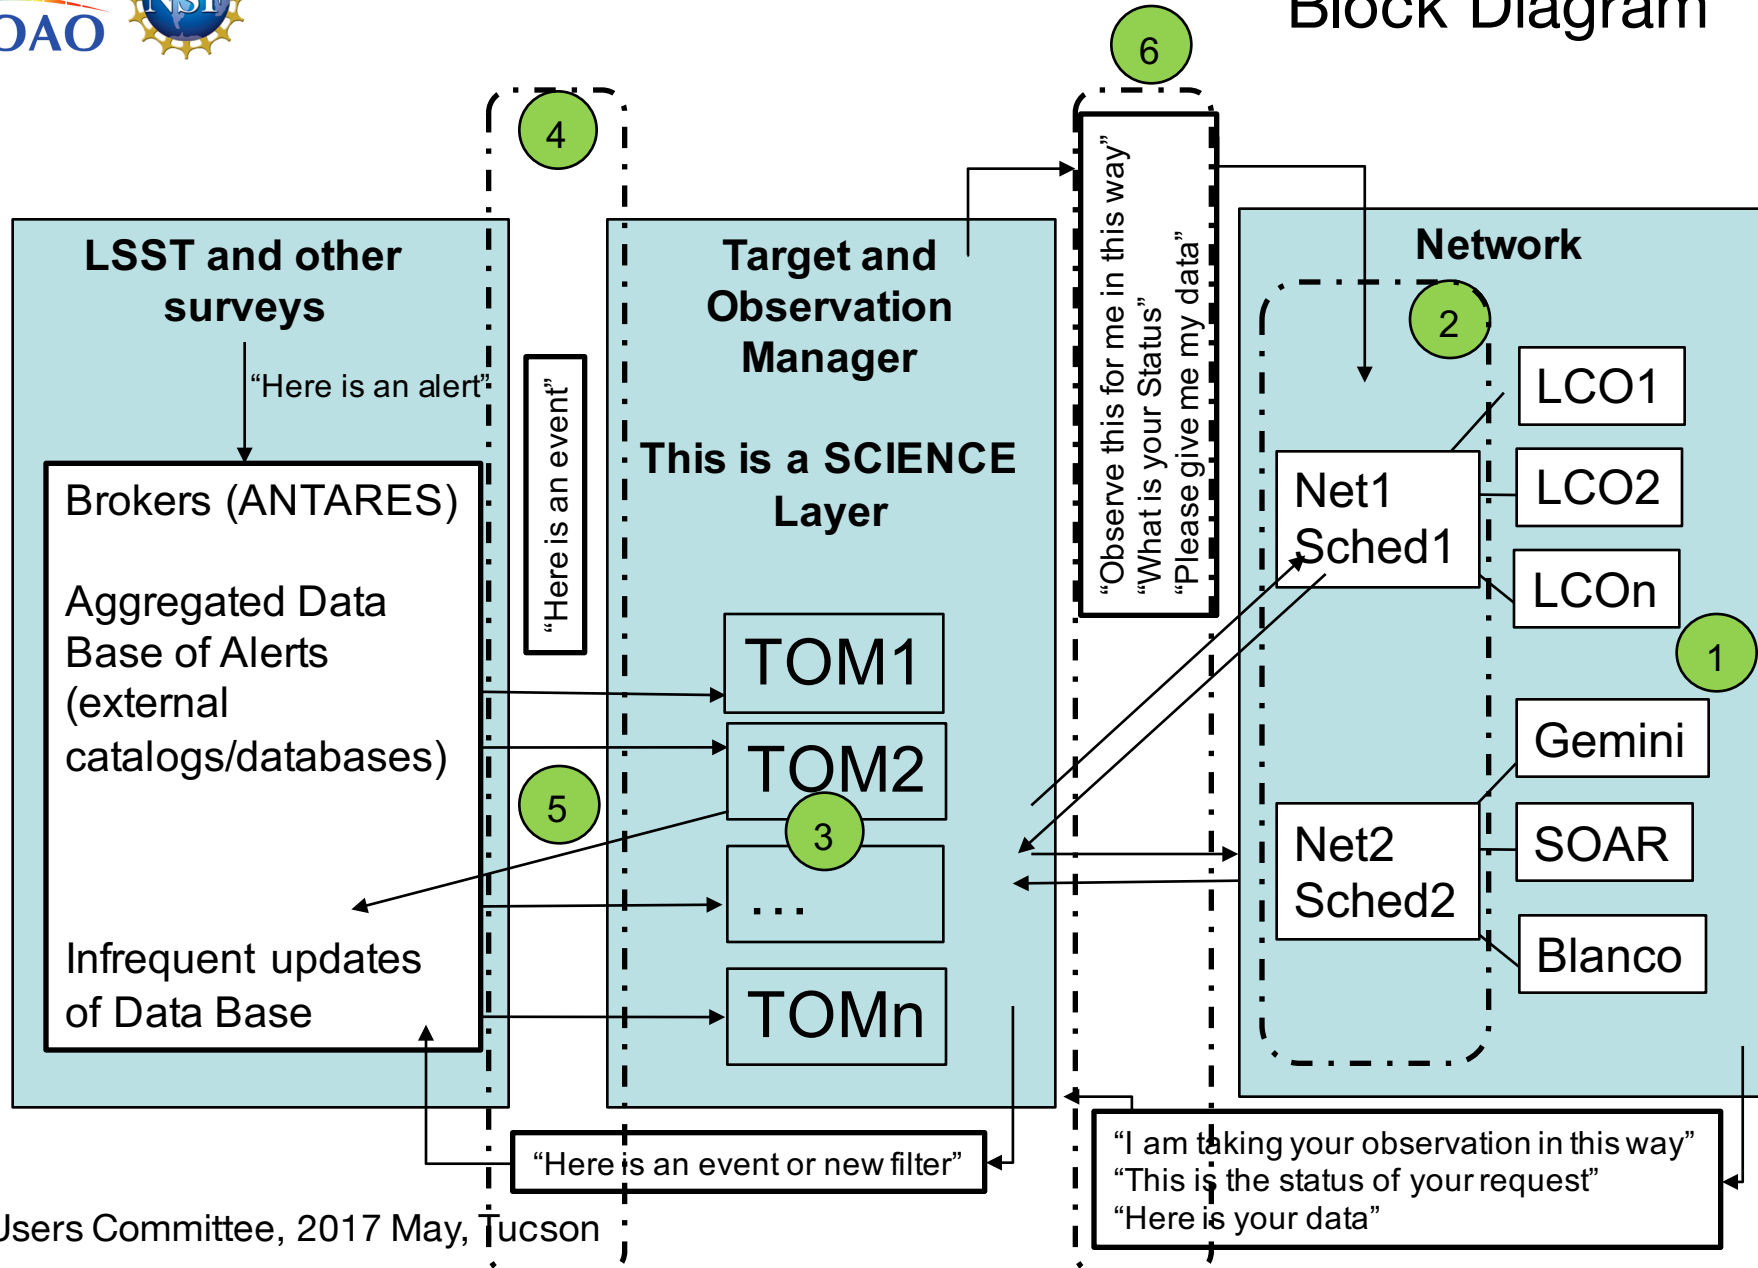 OAO
NSF
Block Diagram
6
4
LSST and other
surveys
“Here is an alert”
Brokers (ANTARES)
Aggregated Data
Base of Alerts
(external
catalogs/databases)
Infrequent updates
of Data Base
“Here is an event”
5
Target and
Observation
Manager
This is a SCIENCE
Layer
TOM1
TOM2
3
...
TOMn
“Observe this for me in this way”
“What is your Status”
“Please give me my data”
Network
2
LCO1
LCO2
LCOn
Net1
Sched1
1
Gemini
SOAR
Blanco
Net2
Sched2
“Here is an event or new filter”
“I am taking your observation in this way”
“This is the status of your request”
“Here is your data”
Users Committee, 2017 May, Tucson